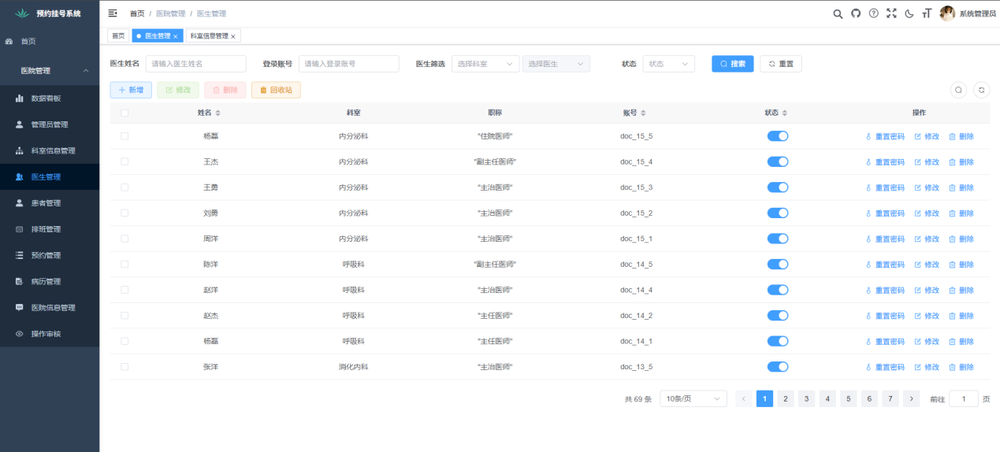 预约挂号系统
首页
医院管理
数据看板
管理员管理
科室信息管理
医生管理
患者管理
排班管理
预约管理
病历管理
医院信息管理
操作审核
首页 / 医院管理 / 医生管理
系统管理员
首页 医生管理 × 科室信息管理 ×
医生姓名 请输入医生姓名 登录账号 请输入登录账号 医生筛选 选择科室 选择医生 状态 状态 搜索 重置
新增 修改 删除 回收站
姓名 科室 职称 账号 状态 操作
杨磊 内分泌科 "住院医师" doc_15_5 重置密码 修改 删除
王杰 内分泌科 "副主任医师" doc_15_4 重置密码 修改 删除
王勇 内分泌科 "主治医师" doc_15_3 重置密码 修改 删除
刘勇 内分泌科 "主治医师" doc_15_2 重置密码 修改 删除
周洋 内分泌科 "主治医师" doc_15_1 重置密码 修改 删除
陈洋 呼吸科 "副主任医师" doc_14_5 重置密码 修改 删除
赵洋 呼吸科 "主治医师" doc_14_4 重置密码 修改 删除
赵杰 呼吸科 "主任医师" doc_14_2 重置密码 修改 删除
杨磊 呼吸科 "主任医师" doc_14_1 重置密码 修改 删除
张洋 消化内科 "主治医师" doc_13_5 重置密码 修改 删除
共 69 条 10条/页 1 2 3 4 5 6 7 前往 1 页